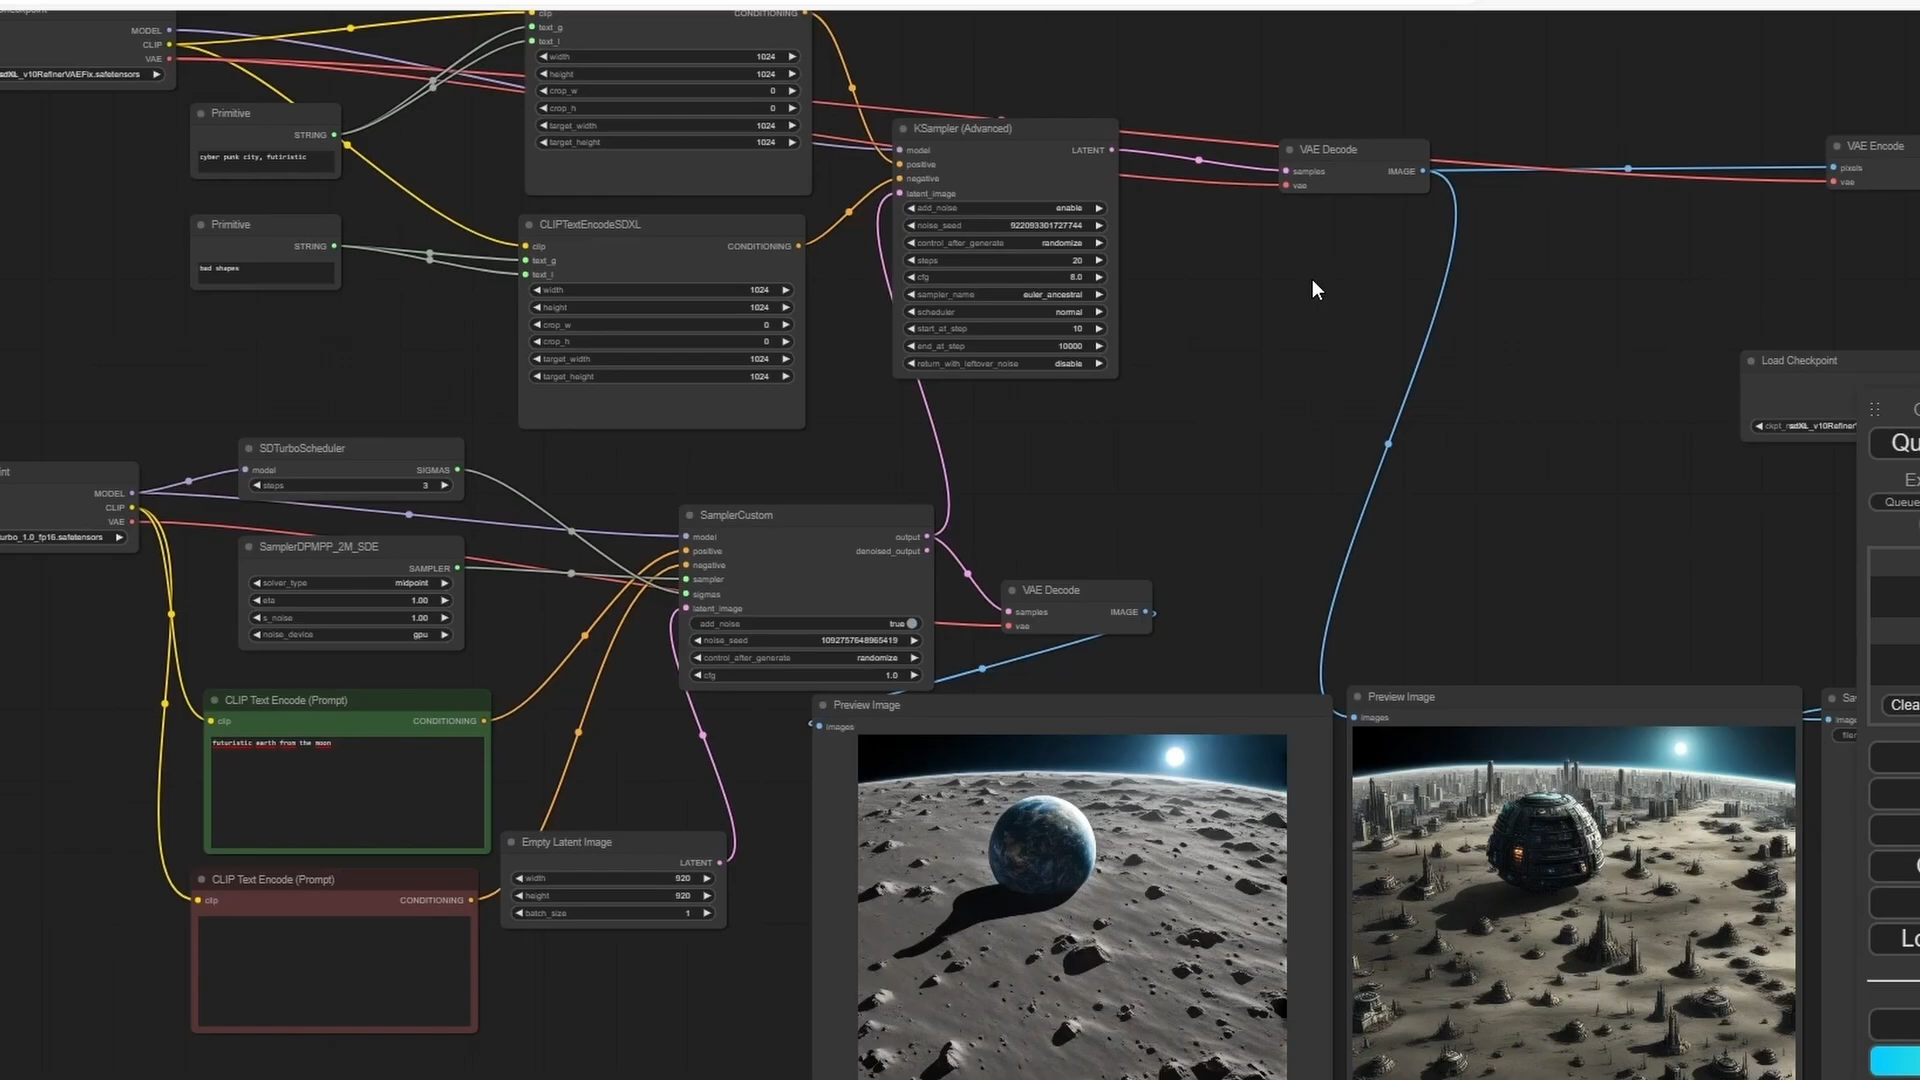 MODEL
CLIP
VAE
sdXL_v10RefinerVAEFix.safetensors
Primitive
STRING
cyber punk city, futiristic
Primitive
STRING
bad shapes
clip
CONDITIONING
text_g
text_l
width 1024
height 1024
crop_w 0
crop_h 0
target_width 1024
target_height 1024
CLIPTextEncodeSDXL
clip
CONDITIONING
text_g
text_l
width 1024
height 1024
crop_w 0
crop_h 0
target_width 1024
target_height 1024
KSampler (Advanced)
model
LATENT
positive
negative
latent_image
add_noise enable
noise_seed 922093301727744
control_after_generate randomize
steps 20
cfg 8.0
sampler_name euler_ancestral
scheduler normal
start_at_step 10
end_at_step 10000
return_with_leftover_noise disable
VAE Decode
samples
IMAGE
vae
VAE Encode
pixels
vae
Load Checkpoint
SDTurboScheduler
model
SIGMAS
steps 3
MODEL
CLIP
VAE
urbo_1.0_fp16.safetensors
SamplerDPMPP_2M_SDE
SAMPLER
solver_type midpoint
eta 1.00
s_noise 1.00
noise_device gpu
SamplerCustom
model
output
positive
denoised_output
negative
sampler
sigmas
latent_image
add_noise true
noise_seed 1092757648965419
control_after_generate randomize
cfg 1.0
VAE Decode
samples
IMAGE
vae
CLIP Text Encode (Prompt)
clip
CONDITIONING
futuristic earth from the moon
CLIP Text Encode (Prompt)
clip
CONDITIONING
Empty Latent Image
LATENT
width 920
height 920
batch_size 1
Preview Image
images
Preview Image
images